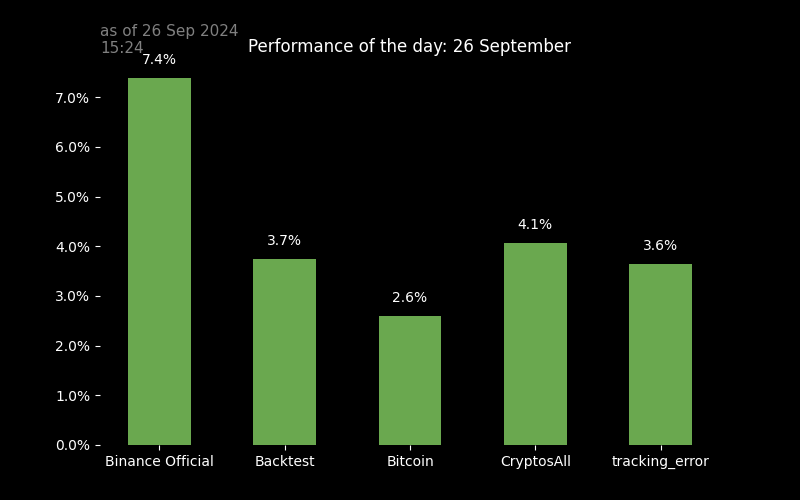 as of 26 Sep 2024
15:24
Performance of the day: 26 September
7.4%
3.7%
2.6%
4.1%
3.6%
7.0%
6.0%
5.0%
4.0%
3.0%
2.0%
1.0%
0.0%
Binance Official
Backtest
Bitcoin
CryptosAll
tracking_error